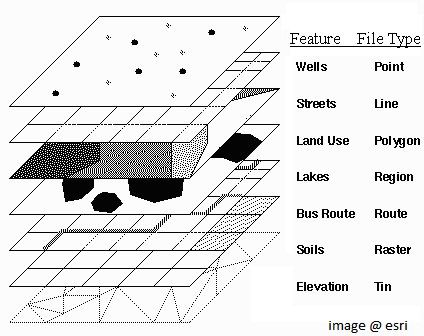 Feature File Type
Wells Point
Streets Line
Land Use Polygon
Lakes Region
Bus Route Route
Soils Raster
Elevation Tin
image @ esri